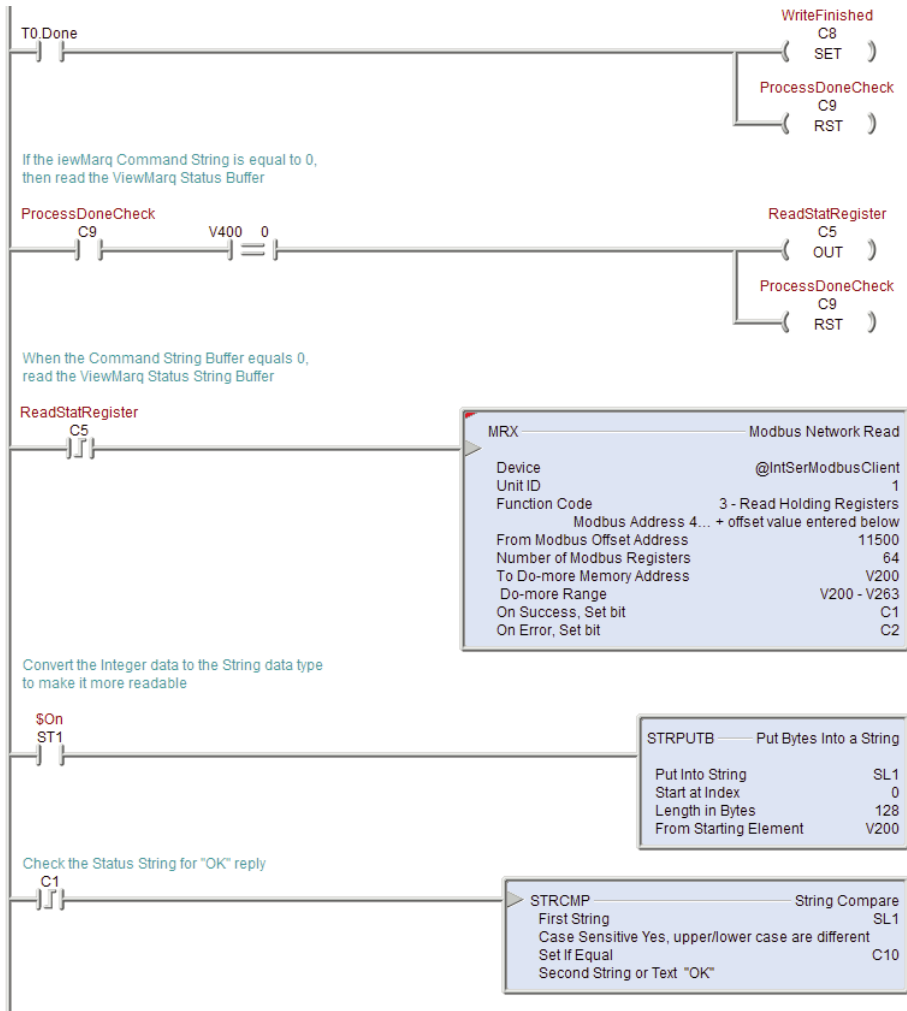 WriteFinished
T0.Done
C8
SET
ProcessDoneCheck
C9
RST
If the iewMarq Command String is equal to 0,
then read the ViewMarq Status Buffer
ProcessDoneCheck
C9
V400 0
ReadStatRegister
C5
OUT
ProcessDoneCheck
C9
RST
When the Command String Buffer equals 0,
read the ViewMarq Status String Buffer
ReadStatRegister
C5
MRX Modbus Network Read
Device @IntSerModbusClient
Unit ID 1
Function Code 3 - Read Holding Registers
Modbus Address 4... + offset value entered below
From Modbus Offset Address 11500
Number of Modbus Registers 64
To Do-more Memory Address V200
Do-more Range V200 - V263
On Success, Set bit C1
On Error, Set bit C2
Convert the Integer data to the String data type
to make it more readable
$On
ST1
STRPUTB Put Bytes Into a String
Put Into String SL1
Start at Index 0
Length in Bytes 128
From Starting Element V200
Check the Status String for "OK" reply
C1
STRCMP String Compare
First String SL1
Case Sensitive Yes, upper/lower case are different
Set If Equal C10
Second String or Text "OK"